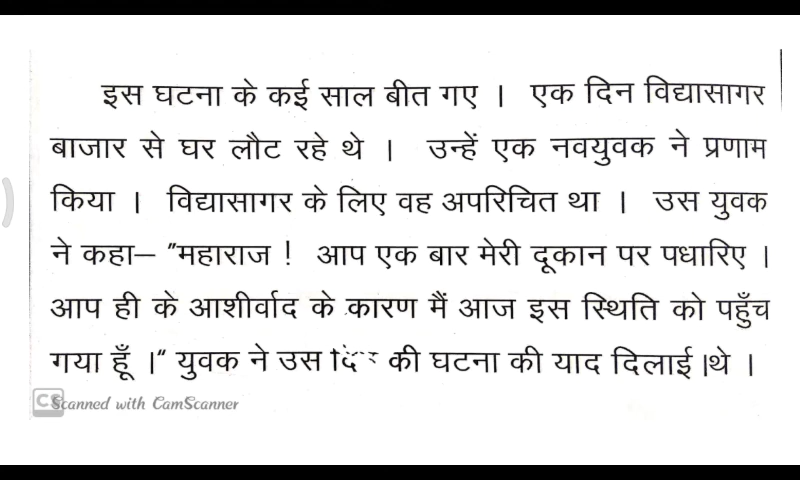 इस घटना के कई साल बीत गए । एक दिन विद्यासागर
बाजार से घर लौट रहे थे । उन्हें एक नवयुवक ने प्रणाम
किया । विद्यासागर के लिए वह अपरिचित था । उस युवक
ने कहा– "महाराज ! आप एक बार मेरी दूकान पर पधारिए ।
आप ही के आशीर्वाद के कारण मैं आज इस स्थिति को पहुँच
गया हूँ ।" युवक ने उस की घटना की याद दिलाई ।थे ।
CS Scanned with CamScanner